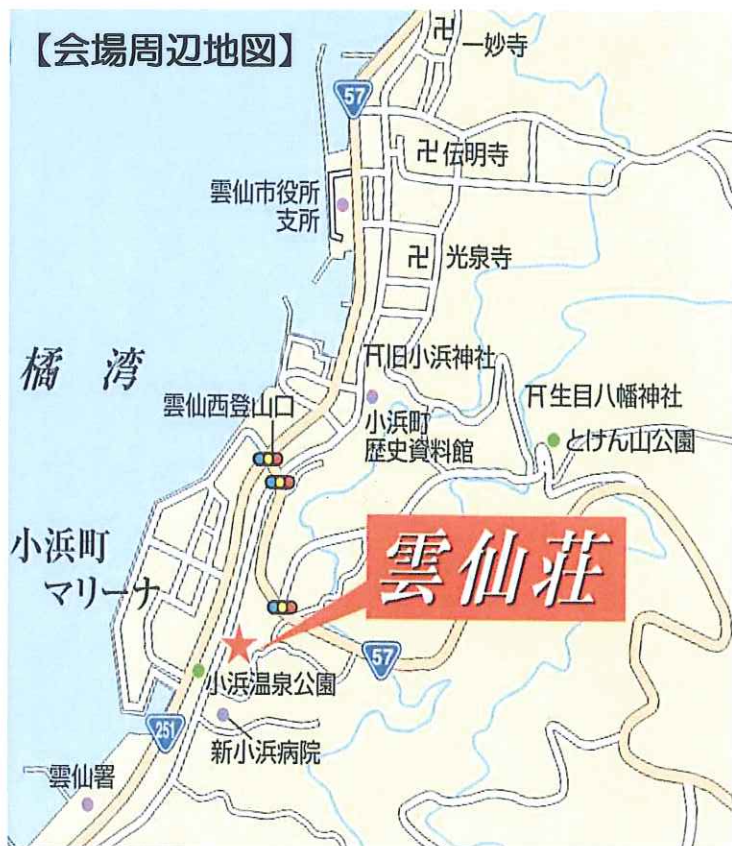 【会場周辺地図】
卍
一妙寺
57
卍伝明寺
雲仙市役所
支所
卍 光泉寺
橘 湾
旧小浜神社
雲仙西登山口
小浜町
歴史資料館
生目八幡神社
とけん山公園
小浜町
マリーナ
雲仙荘
57
小浜温泉公園
251
新小浜病院
雲仙署